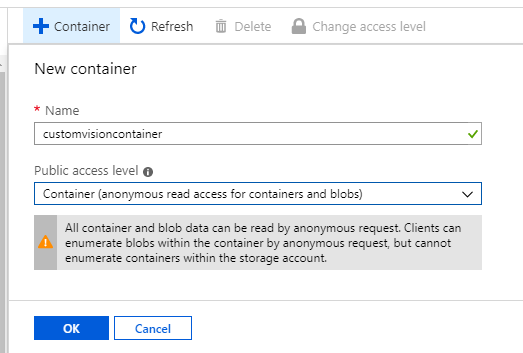 + Container Refresh Delete Change access level
New container
* Name
customvisioncontainer
Public access level
Container (anonymous read access for containers and blobs)
All container and blob data can be read by anonymous request. Clients can
enumerate blobs within the container by anonymous request, but cannot
enumerate containers within the storage account.
OK Cancel